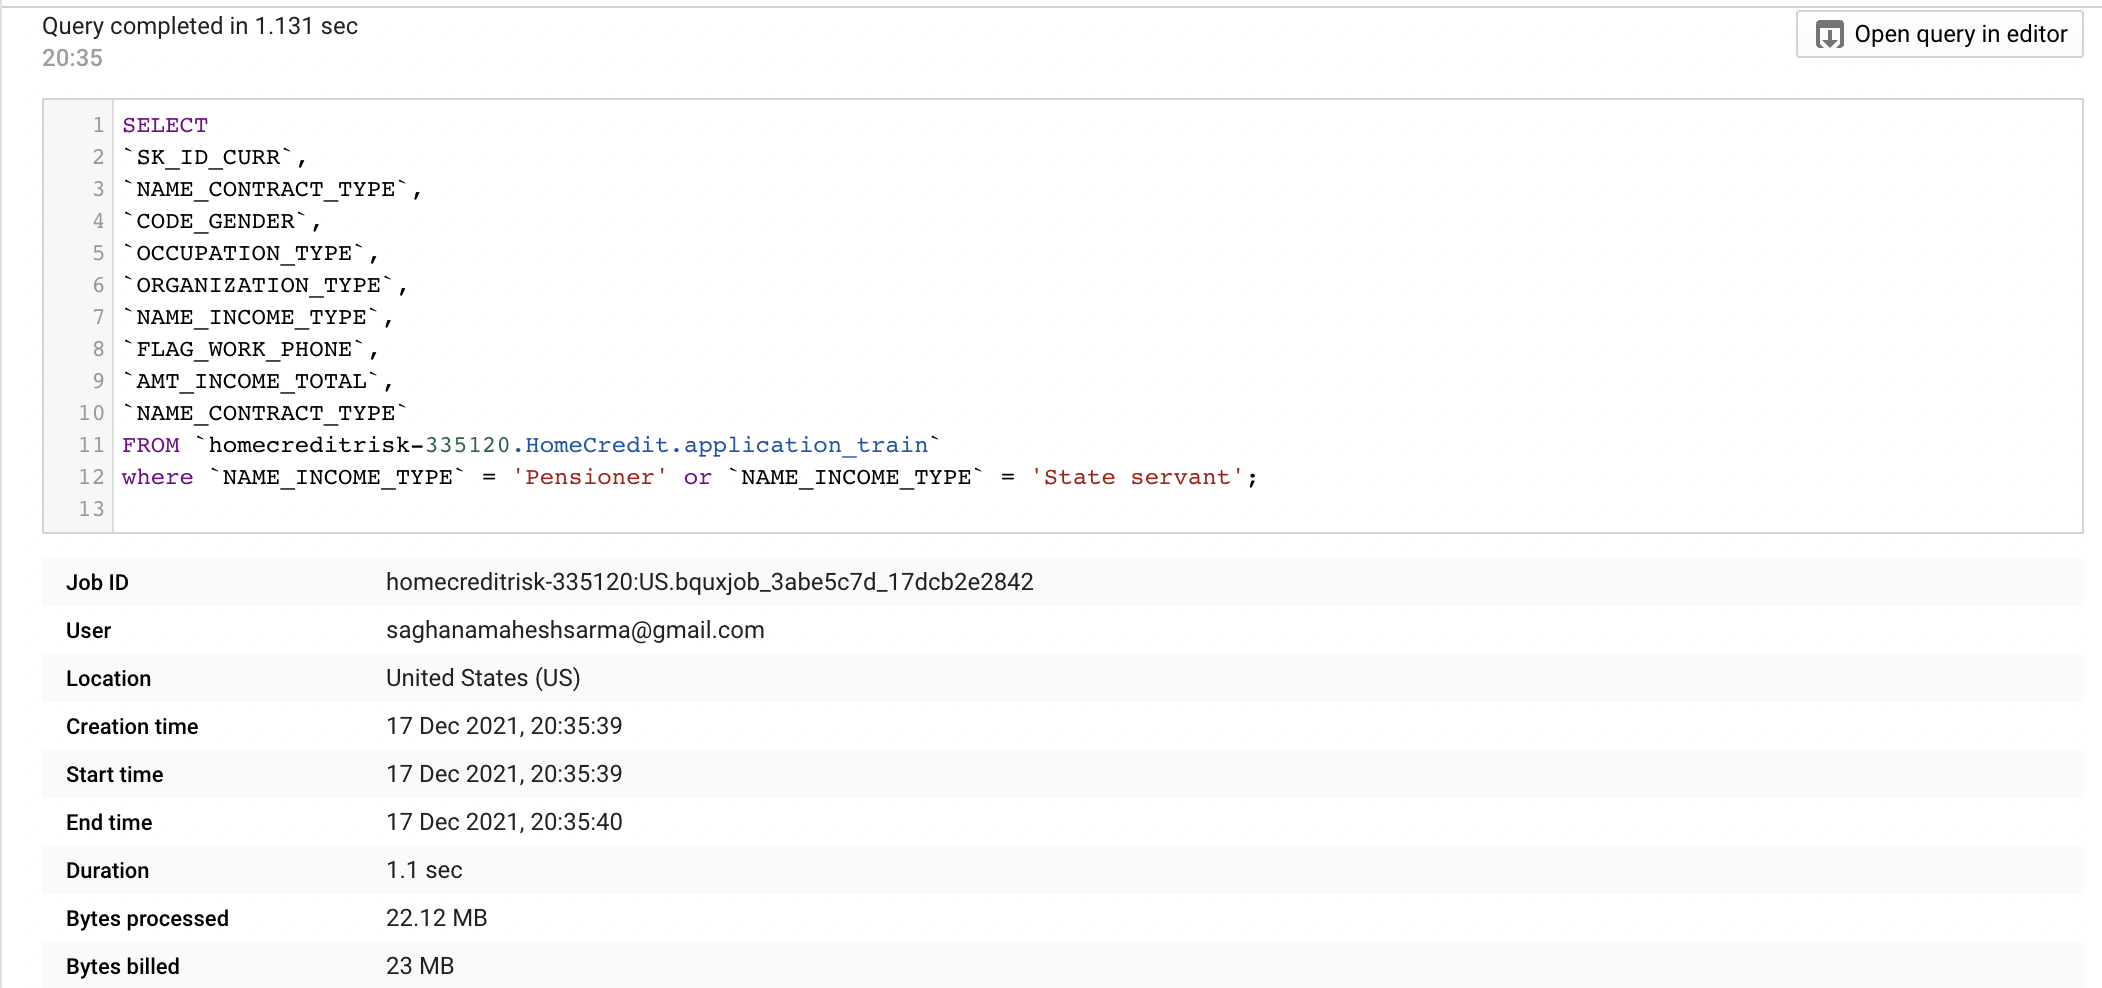 Query completed in 1.131 sec
20:35
Open query in editor
1 SELECT
2 `SK_ID_CURR`,
3 `NAME_CONTRACT_TYPE`,
4 `CODE_GENDER`,
5 `OCCUPATION_TYPE`,
6 `ORGANIZATION_TYPE`,
7 `NAME_INCOME_TYPE`,
8 `FLAG_WORK_PHONE`,
9 `AMT_INCOME_TOTAL`,
10 `NAME_CONTRACT_TYPE`
11 FROM `homecreditrisk-335120.HomeCredit.application_train`
12 where `NAME_INCOME_TYPE` = 'Pensioner' or `NAME_INCOME_TYPE` = 'State servant';
13
Job ID homecreditrisk-335120:US.bquxjob_3abe5c7d_17dcb2e2842
User saghanamaheshsarma@gmail.com
Location United States (US)
Creation time 17 Dec 2021, 20:35:39
Start time 17 Dec 2021, 20:35:39
End time 17 Dec 2021, 20:35:40
Duration 1.1 sec
Bytes processed 22.12 MB
Bytes billed 23 MB